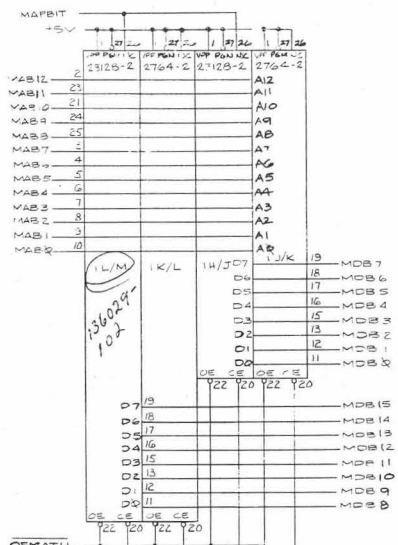 MAPBIT
+5V
1 27 26 1 27 26 1 27 26 1 27 26
VPP PGN NC VPP PGN NC VPP PGN NC VPP PGN NC
23128-2 2764-2 23128-2 2764-2
MAB12 2 A12
MAB11 23 A11
MAB10 21 A10
MAB9 24 A9
MAB8 25 A8
MAB7 A7
MAB6 4 A6
MAB5 5 A5
MAB4 6 A4
MAB3 7 A3
MAB2 8 A2
MAB1 9 A1
MABØ 10 AØ
1L/M 1K/L 1H/J 1J/K
136029-
102
D7 19 MDB7
D6 18 MDB6
D5 17 MDB5
D4 16 MDB4
D3 15 MDB3
D2 13 MDB2
D1 12 MDB1
DØ 11 MDBØ
OE CE OE CE
22 20 22 20
D7 19 MDB15
D6 18 MDB14
D5 17 MDB13
D4 16 MDB12
D3 15 MDB11
D2 13 MDB10
D1 12 MDB9
DØ 11 MDB8
OE CE OE CE
22 20 22 20